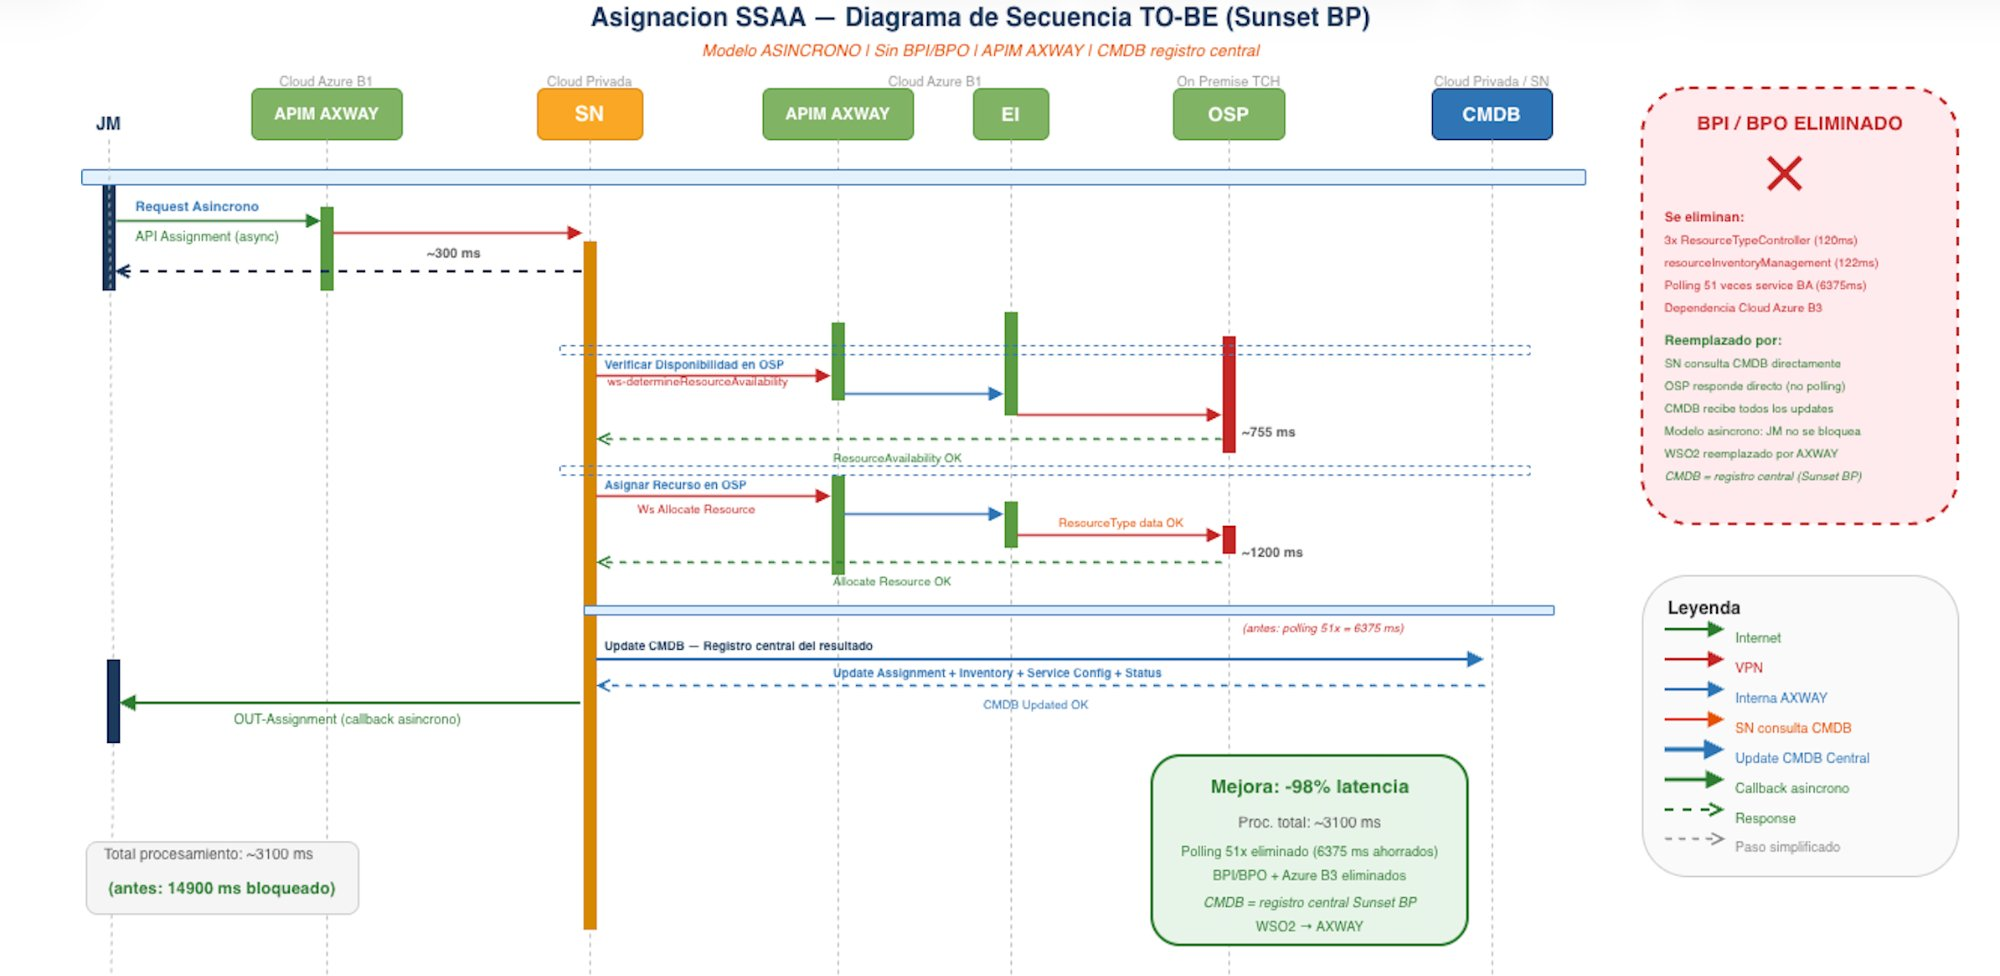 Asignacion SSAA — Diagrama de Secuencia TO-BE (Sunset BP)
Modelo ASINCRONO | Sin BPI/BPO | APIM AXWAY | CMDB registro central
Cloud Azure B1
Cloud Privada
Cloud Azure B1
On Premise TCH
Cloud Privada / SN
JM
APIM AXWAY
SN
APIM AXWAY
EI
OSP
CMDB
Request Asincrono
API Assignment (async)
~300 ms
Verificar Disponibilidad en OSP
ws-determineResourceAvailability
~755 ms
ResourceAvailability OK
Asignar Recurso en OSP
Ws Allocate Resource
ResourceType data OK
~1200 ms
Allocate Resource OK
(antes: polling 51x = 6375 ms)
Update CMDB — Registro central del resultado
Update Assignment + Inventory + Service Config + Status
CMDB Updated OK
OUT-Assignment (callback asincrono)
Total procesamiento: ~3100 ms
(antes: 14900 ms bloqueado)
Mejora: -98% latencia
Proc. total: ~3100 ms
Polling 51x eliminado (6375 ms ahorrados)
BPI/BPO + Azure B3 eliminados
CMDB = registro central Sunset BP
WSO2 → AXWAY
BPI / BPO ELIMINADO
Se eliminan:
3x ResourceTypeController (120ms)
resourceInventoryManagement (122ms)
Polling 51 veces service BA (6375ms)
Dependencia Cloud Azure B3
Reemplazado por:
SN consulta CMDB directamente
OSP responde directo (no polling)
CMDB recibe todos los updates
Modelo asincrono: JM no se bloquea
WSO2 reemplazado por AXWAY
CMDB = registro central (Sunset BP)
Leyenda
Internet
VPN
Interna AXWAY
SN consulta CMDB
Update CMDB Central
Callback asincrono
Response
Paso simplificado